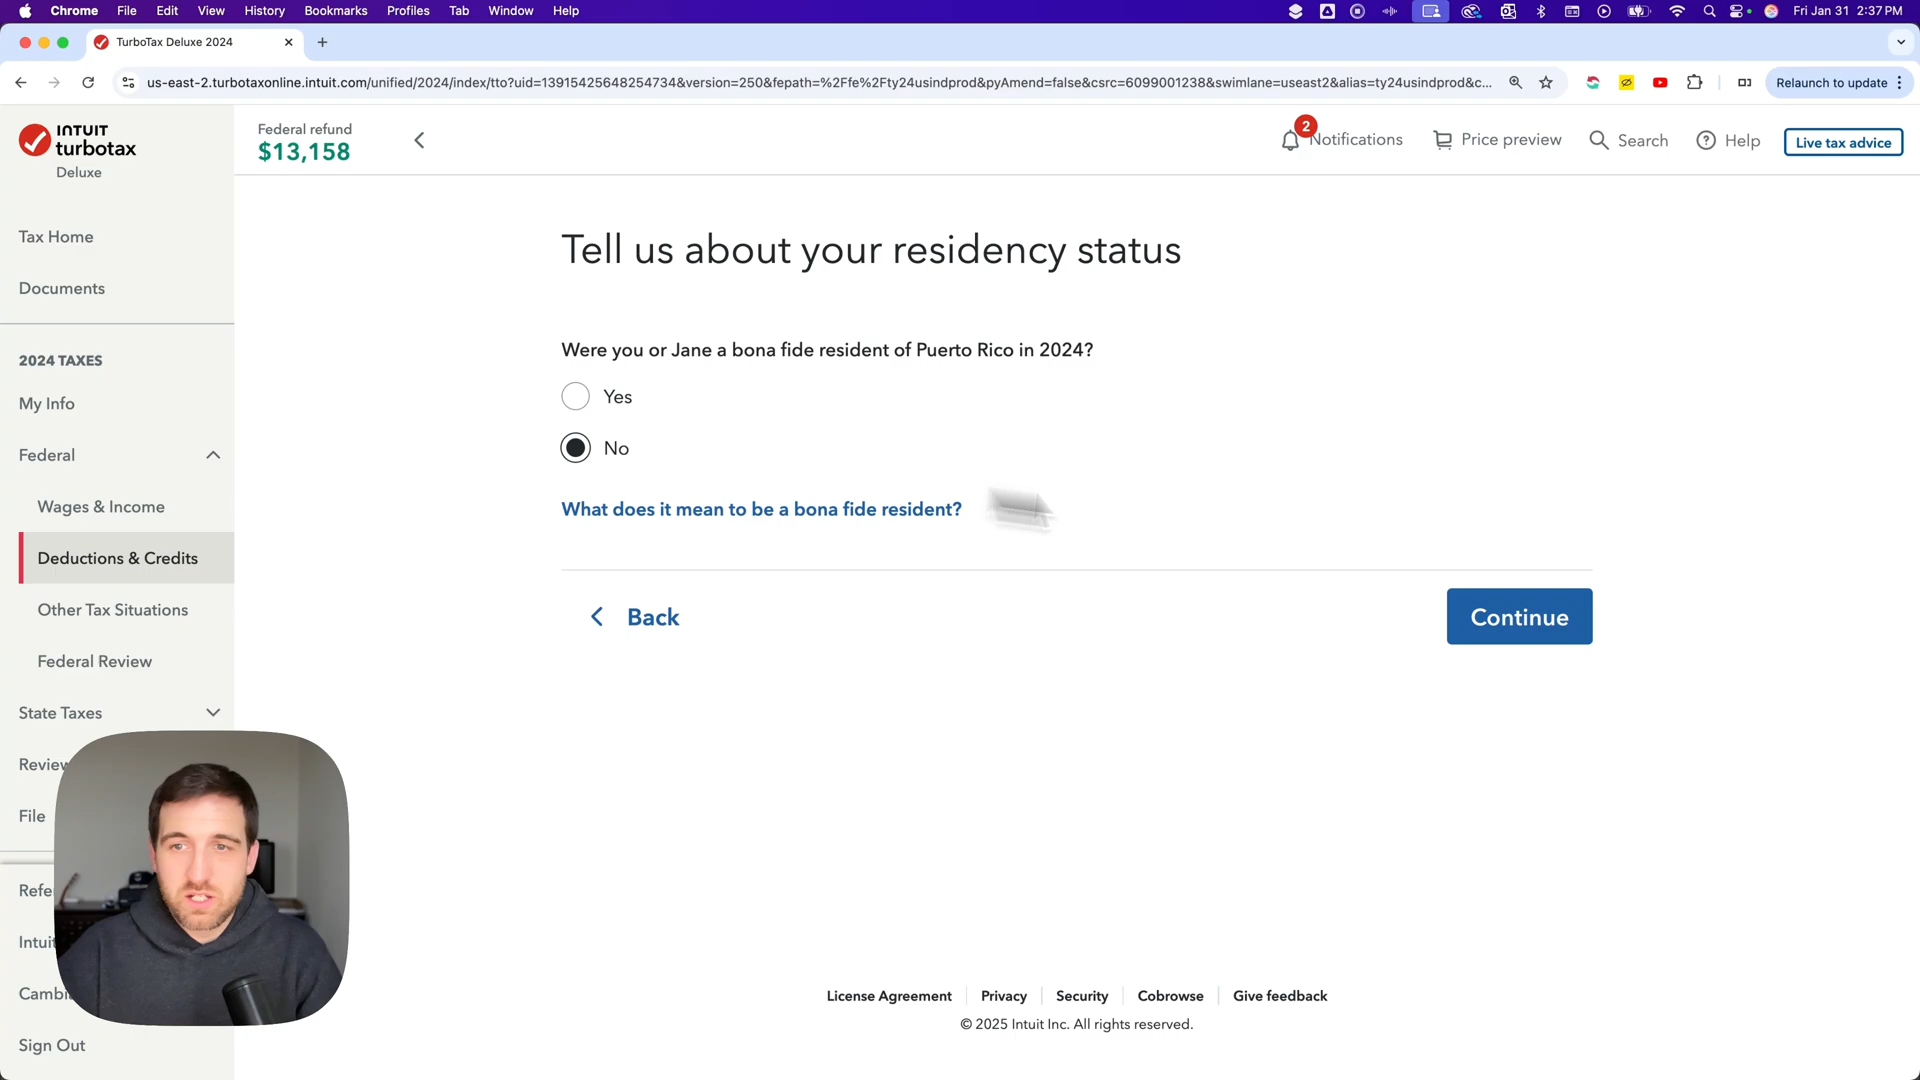 Chrome File Edit View History Bookmarks Profiles Tab Window Help Fri Jan 31 2:37 PM
TurboTax Deluxe 2024
us-east-2.turbotaxonline.intuit.com/unified/2024/index/tto?uid=13915425648254734&version=250&fepath=%2Ffe%2Fty24usindprod&pyAmend=false&csrc=6099001238&swimlane=useast2&alias=ty24usindprod&c... Relaunch to update
INTUIT
turbotax
Deluxe
Federal refund
$13,158
2
Notifications
Price preview
Search
Help
Live tax advice
Tax Home
Documents
2024 TAXES
My Info
Federal
Wages & Income
Deductions & Credits
Other Tax Situations
Federal Review
State Taxes
Review
File
Refe
Intuit
Cambi
Sign Out
Tell us about your residency status
Were you or Jane a bona fide resident of Puerto Rico in 2024?
Yes
No
What does it mean to be a bona fide resident?
Back
Continue
License Agreement Privacy Security Cobrowse Give feedback
© 2025 Intuit Inc. All rights reserved.